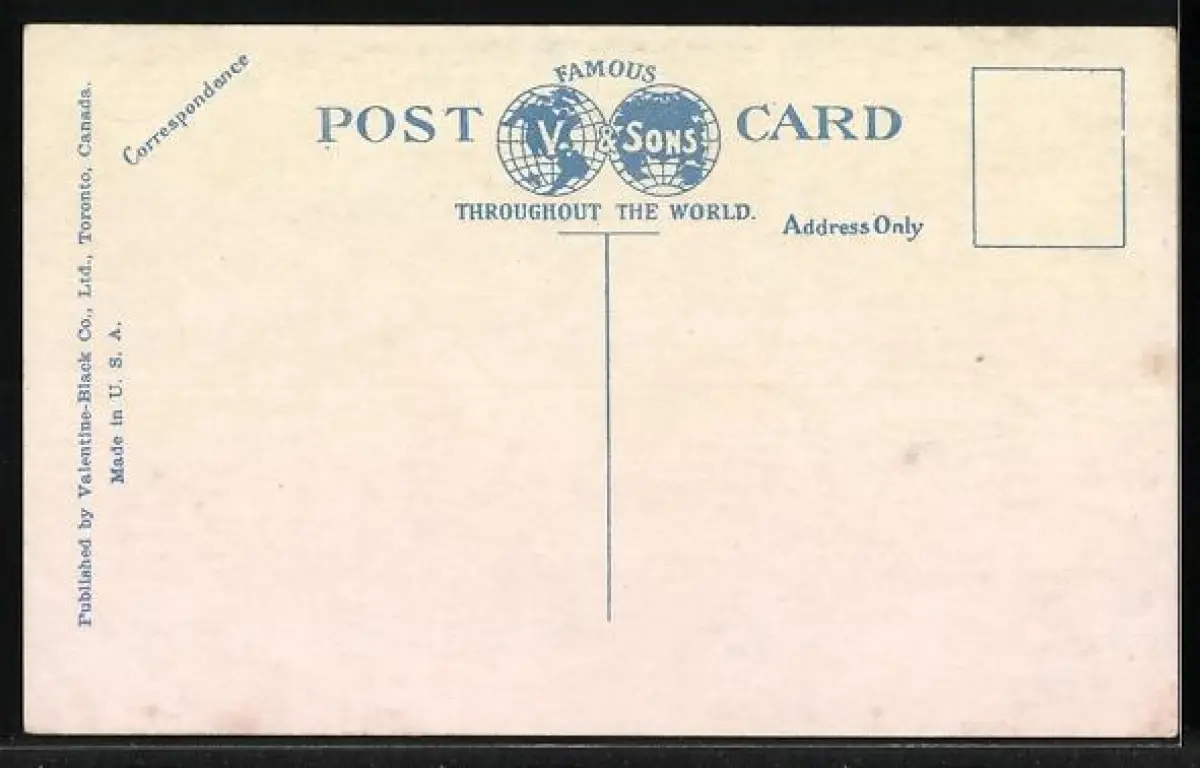 FAMOUS
POST V. & SONS CARD
THROUGHOUT THE WORLD.
Correspondance
Address Only
Published by Valentine-Black Co., Ltd., Toronto, Canada.
Made in U. S. A.